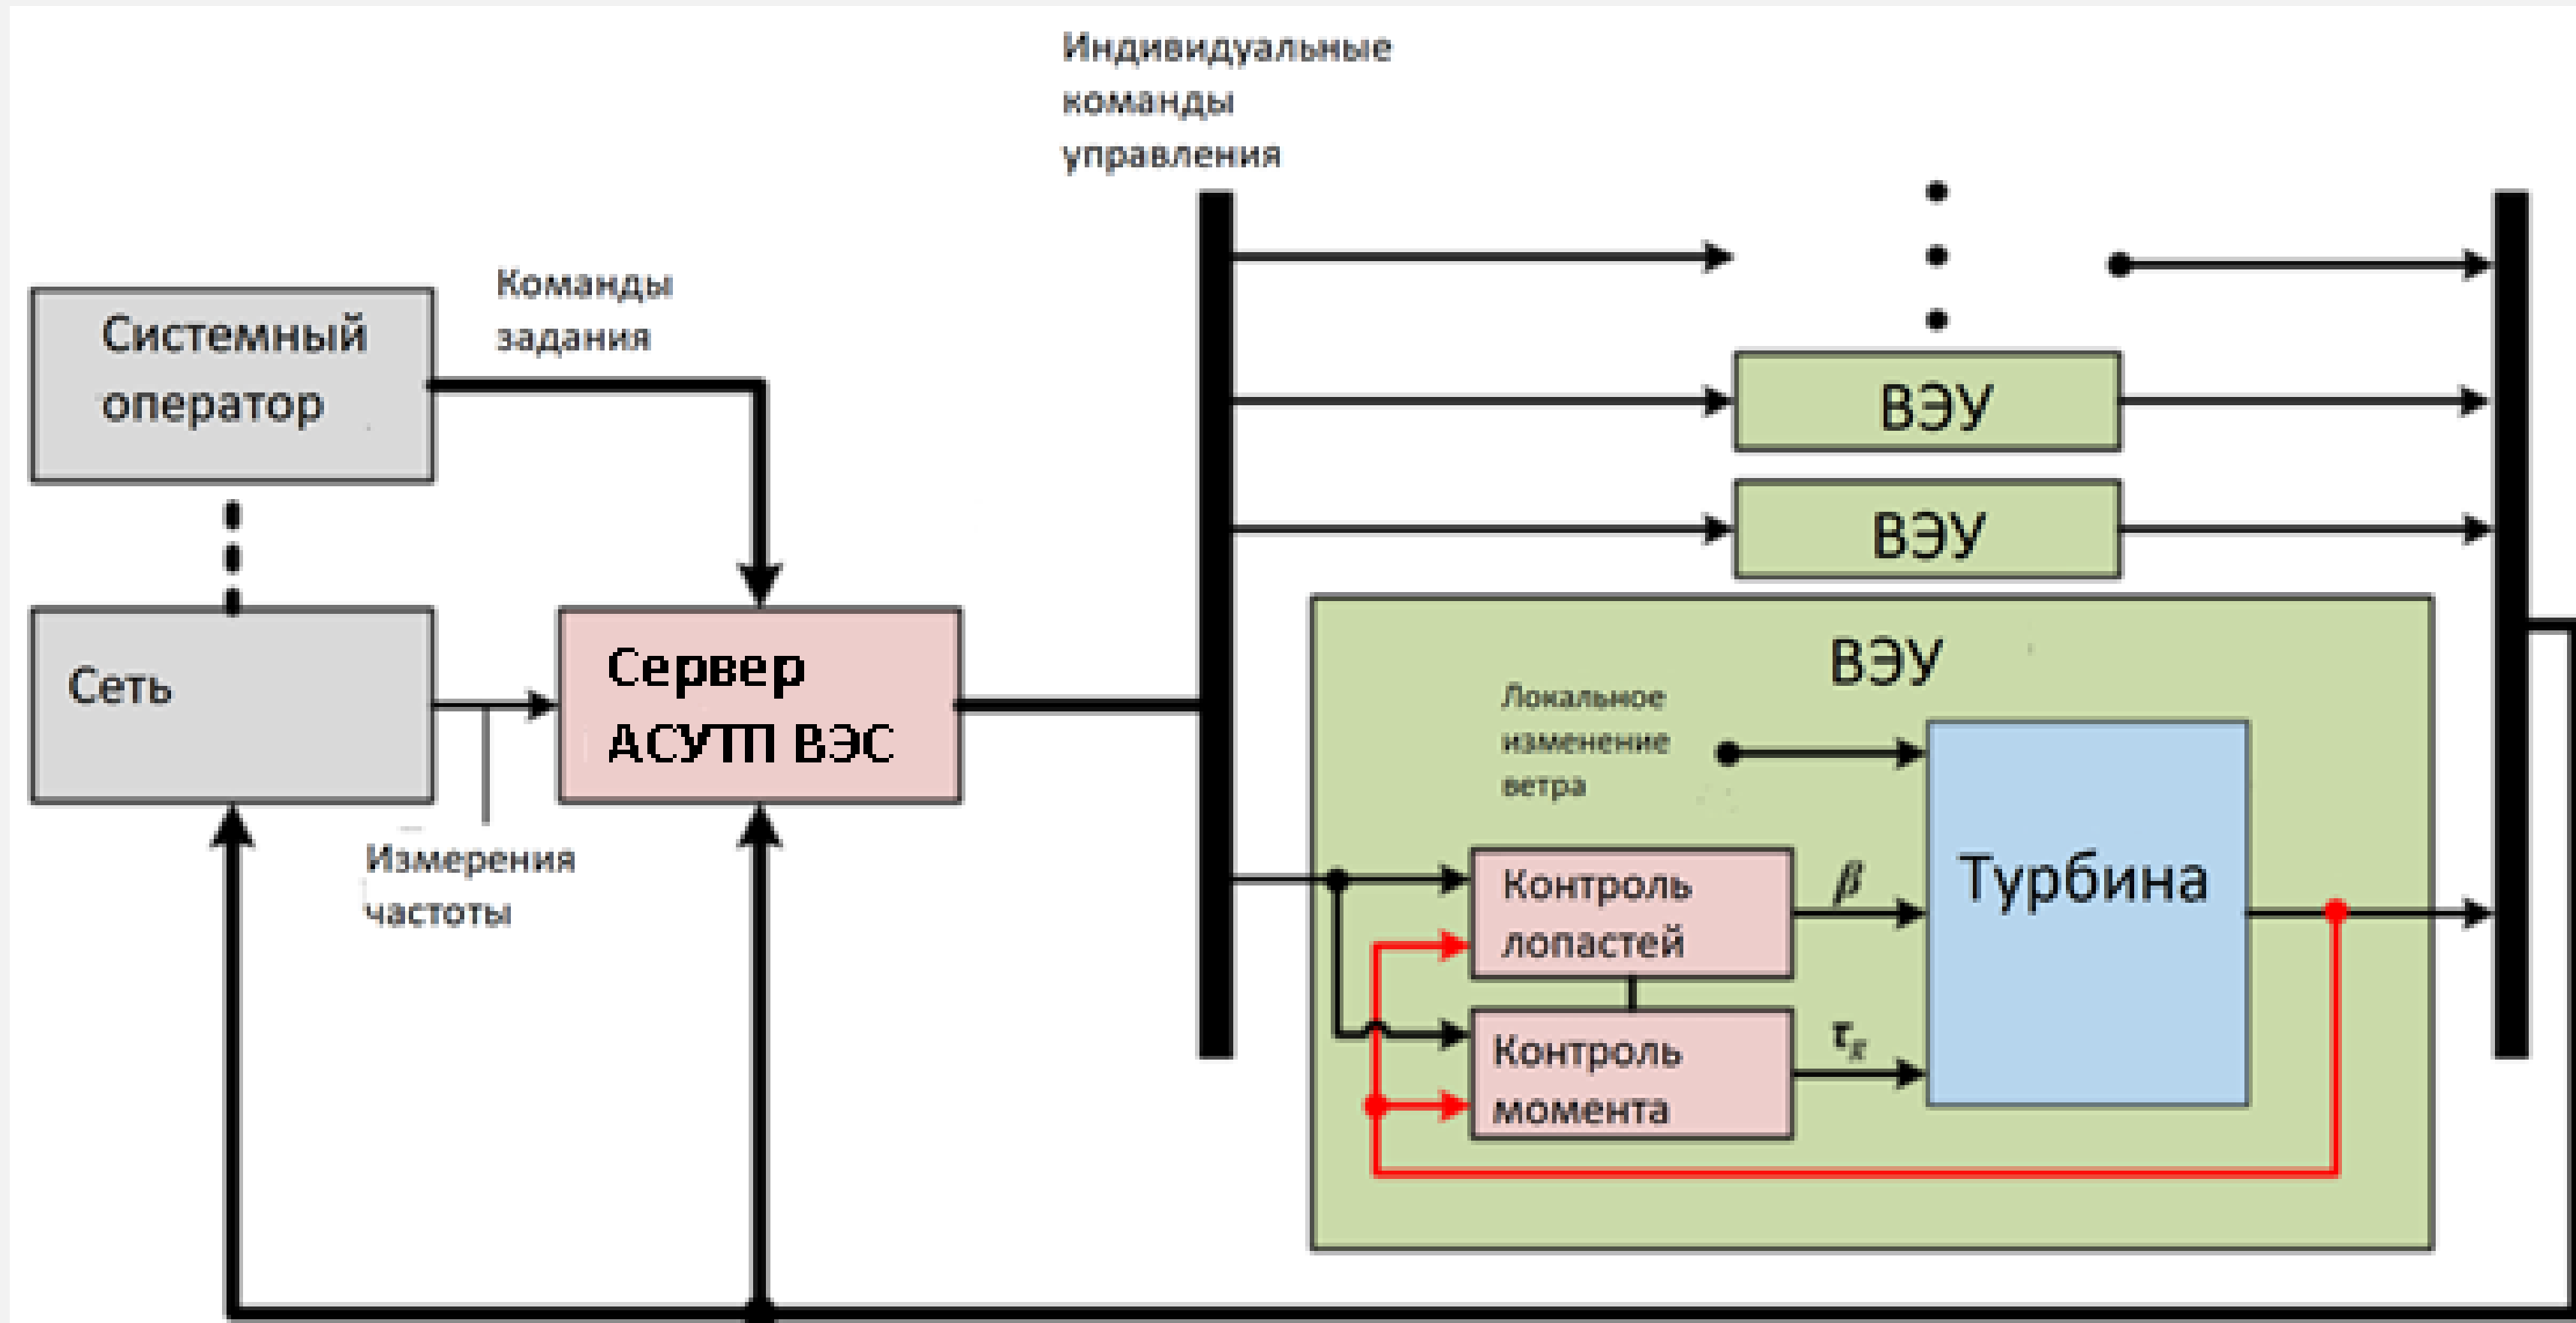 Индивидуальные
команды
управления
Команды
задания
Системный
оператор
ВЭУ
ВЭУ
Сеть
Сервер
АСУТП ВЭС
Измерения
частоты
ВЭУ
Локальное
изменение
ветра
Контроль
лопастей
β
Турбина
Контроль
момента